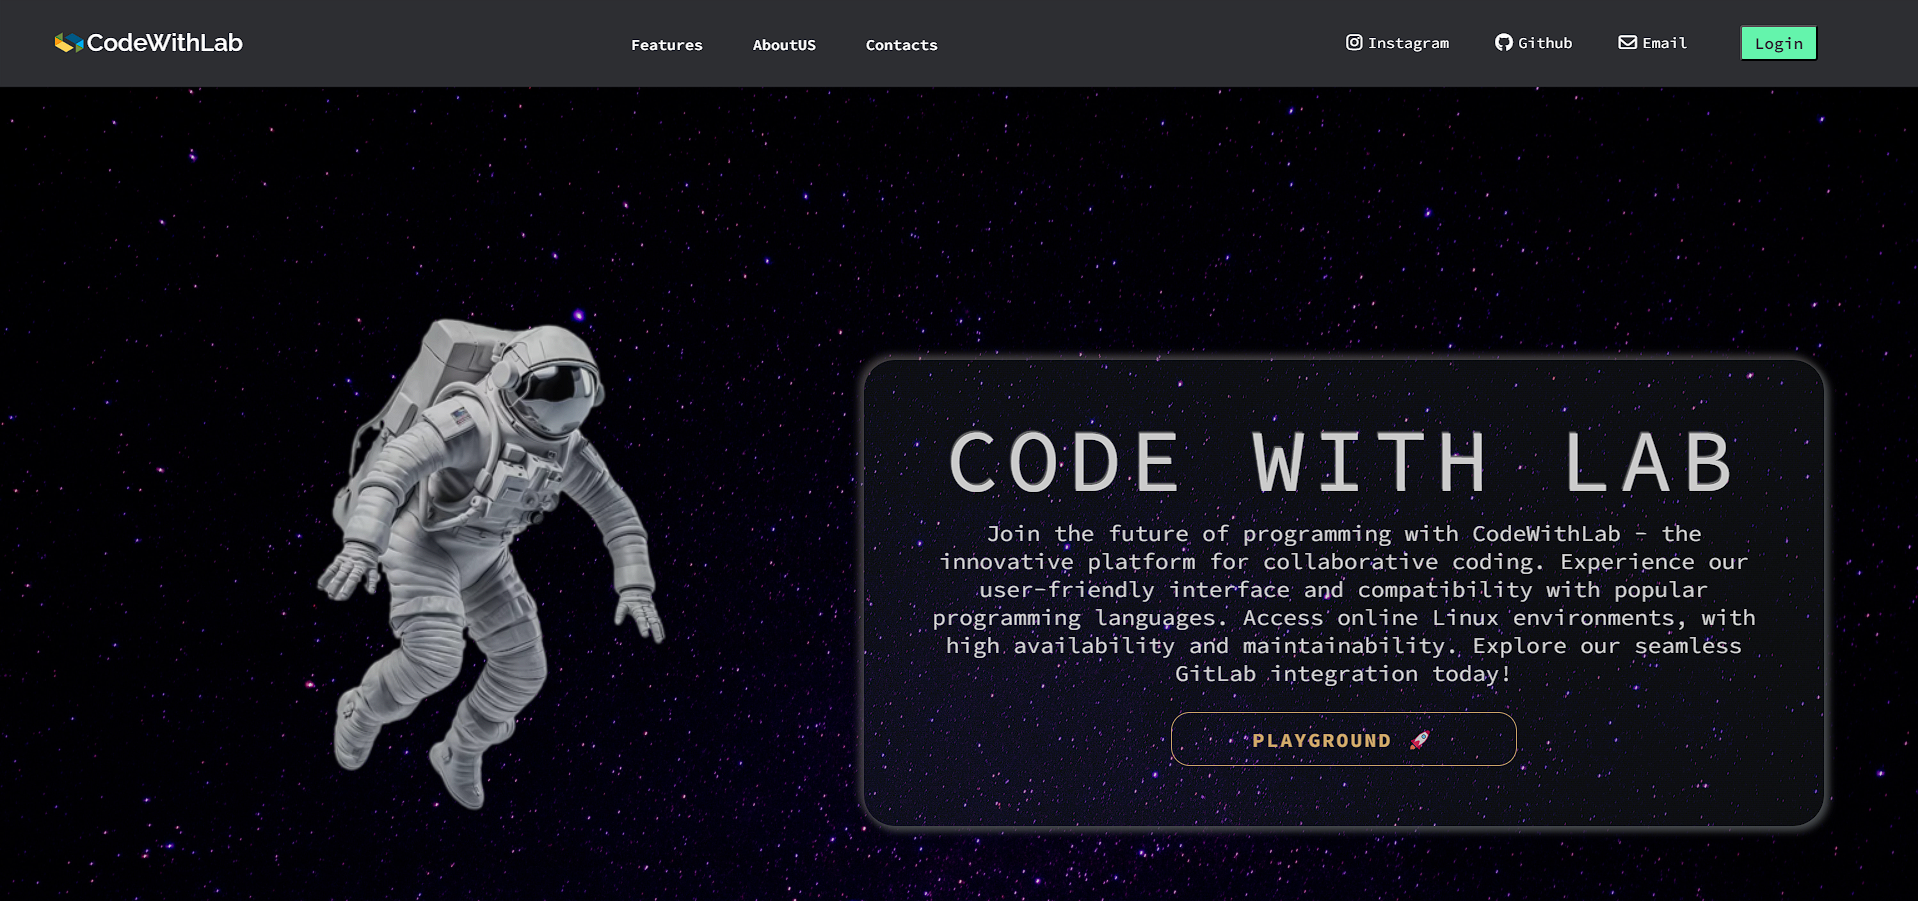 CodeWithLab
Features AboutUS Contacts
Instagram Github Email Login
CODE WITH LAB
Join the future of programming with CodeWithLab - the
innovative platform for collaborative coding. Experience our
user-friendly interface and compatibility with popular
programming languages. Access online Linux environments, with
high availability and maintainability. Explore our seamless
GitLab integration today!
PLAYGROUND 🚀